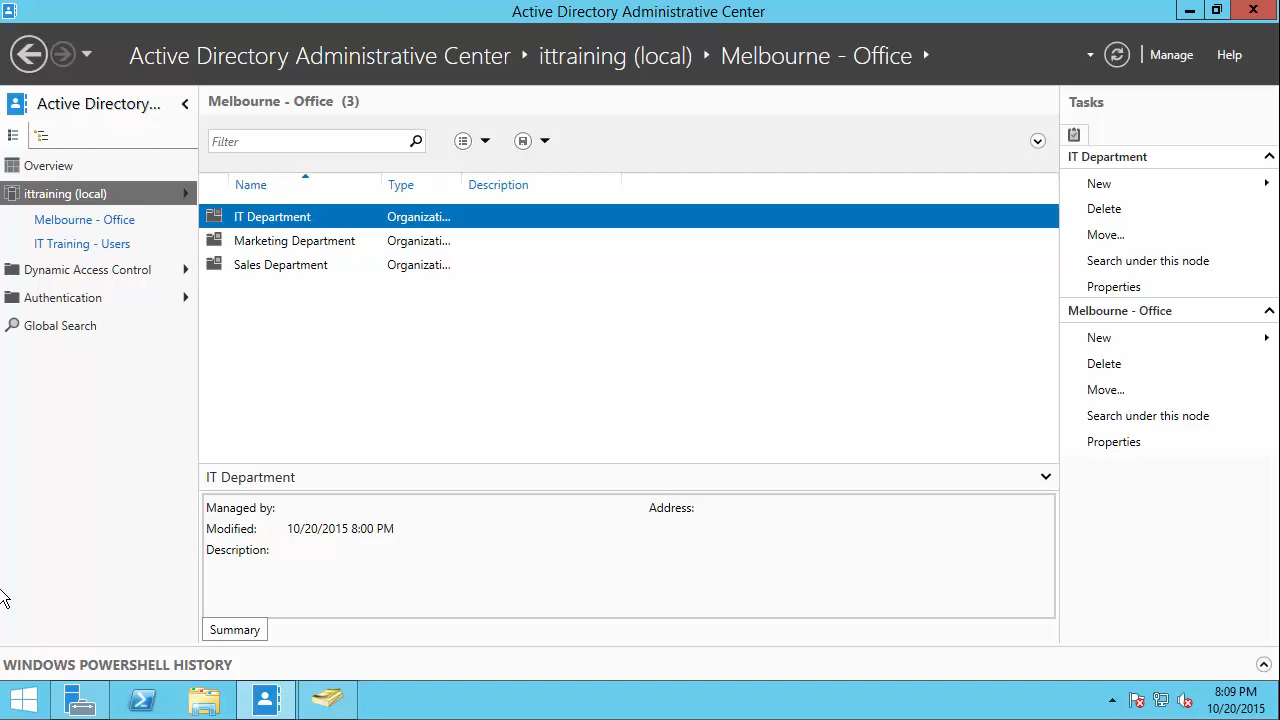 Active Directory Administrative Center
Active Directory Administrative Center ‣ ittraining (local) ‣ Melbourne - Office ‣
Manage
Help
Active Directory...
Overview
ittraining (local)
Melbourne - Office
IT Training - Users
Dynamic Access Control
Authentication
Global Search
Melbourne - Office (3)
Filter
Name Type Description
IT Department Organizati...
Marketing Department Organizati...
Sales Department Organizati...
IT Department
Managed by:
Address:
Modified: 10/20/2015 8:00 PM
Description:
Summary
Tasks
IT Department
New
Delete
Move...
Search under this node
Properties
Melbourne - Office
New
Delete
Move...
Search under this node
Properties
WINDOWS POWERSHELL HISTORY
8:09 PM
10/20/2015